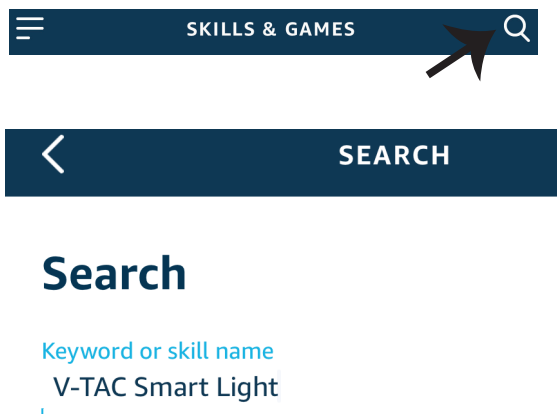 SKILLS & GAMES
SEARCH
Search
Keyword or skill name
V-TAC Smart Light